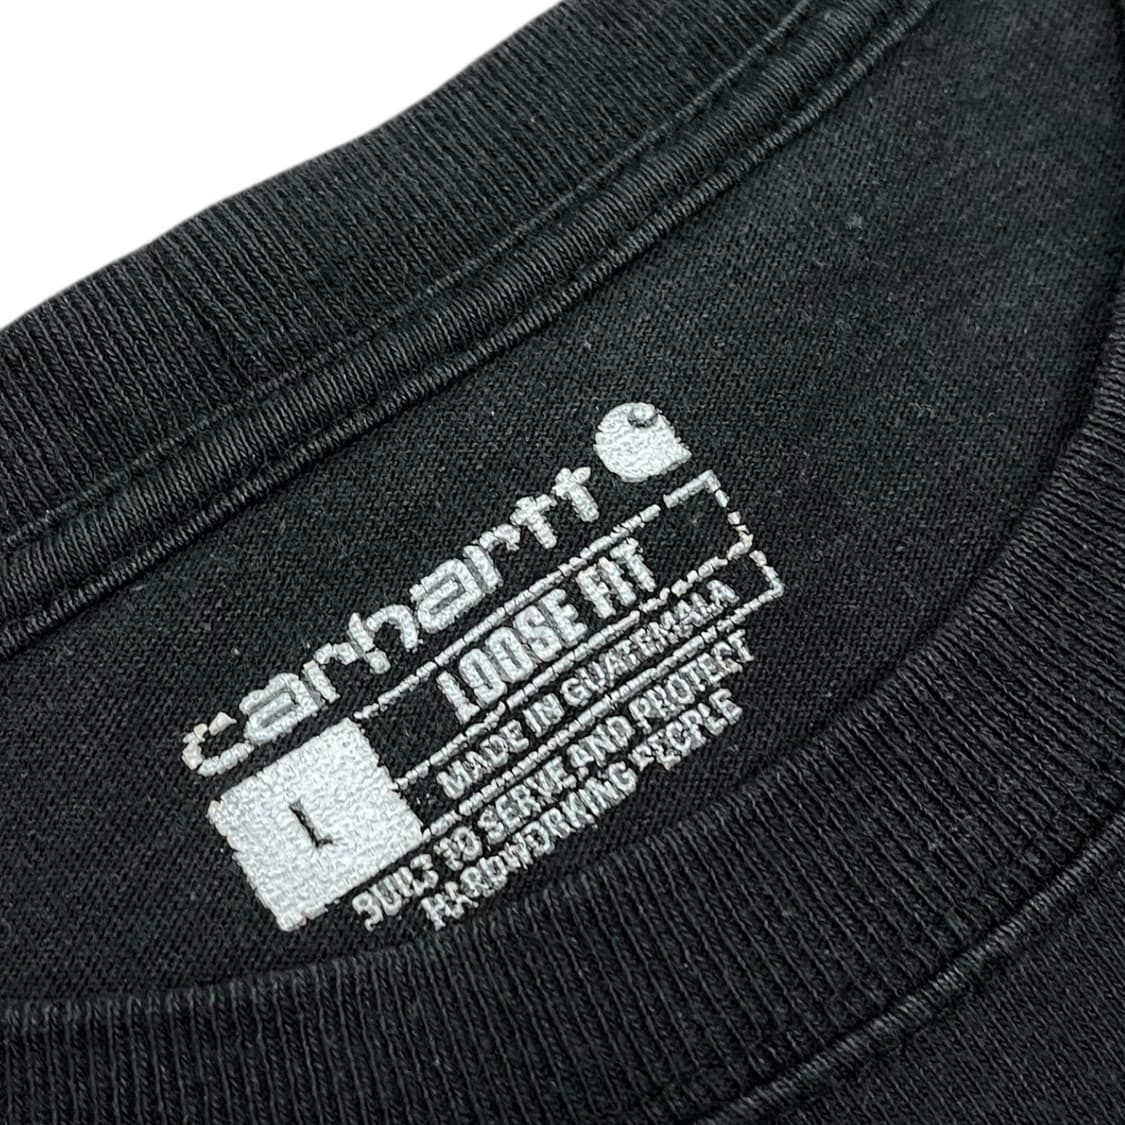 carhartt
LOOSE FIT
L
MADE IN GUATEMALA
BUILT TO SERVE AND PROTECT
HARDWORKING PEOPLE